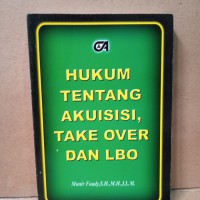 CA
HUKUM
TENTANG
AKUISISI,
TAKE OVER
DAN LBO
Munir Fuady,S.H.,M.H.,LL.M.